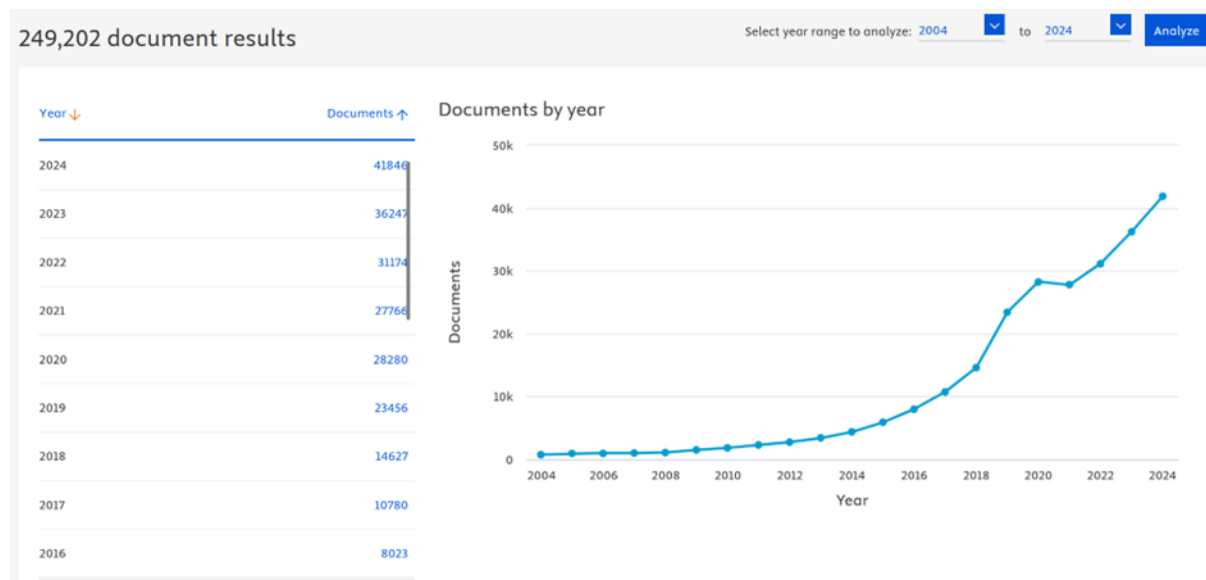 249,202 document results
Select year range to analyze: 2004 to 2024 Analyze
Year Documents
2024 41846
2023 36247
2022 31174
2021 27766
2020 28280
2019 23456
2018 14627
2017 10780
2016 8023
Documents by year
50k
40k
30k
20k
10k
0
Documents
2004 2006 2008 2010 2012 2014 2016 2018 2020 2022 2024
Year